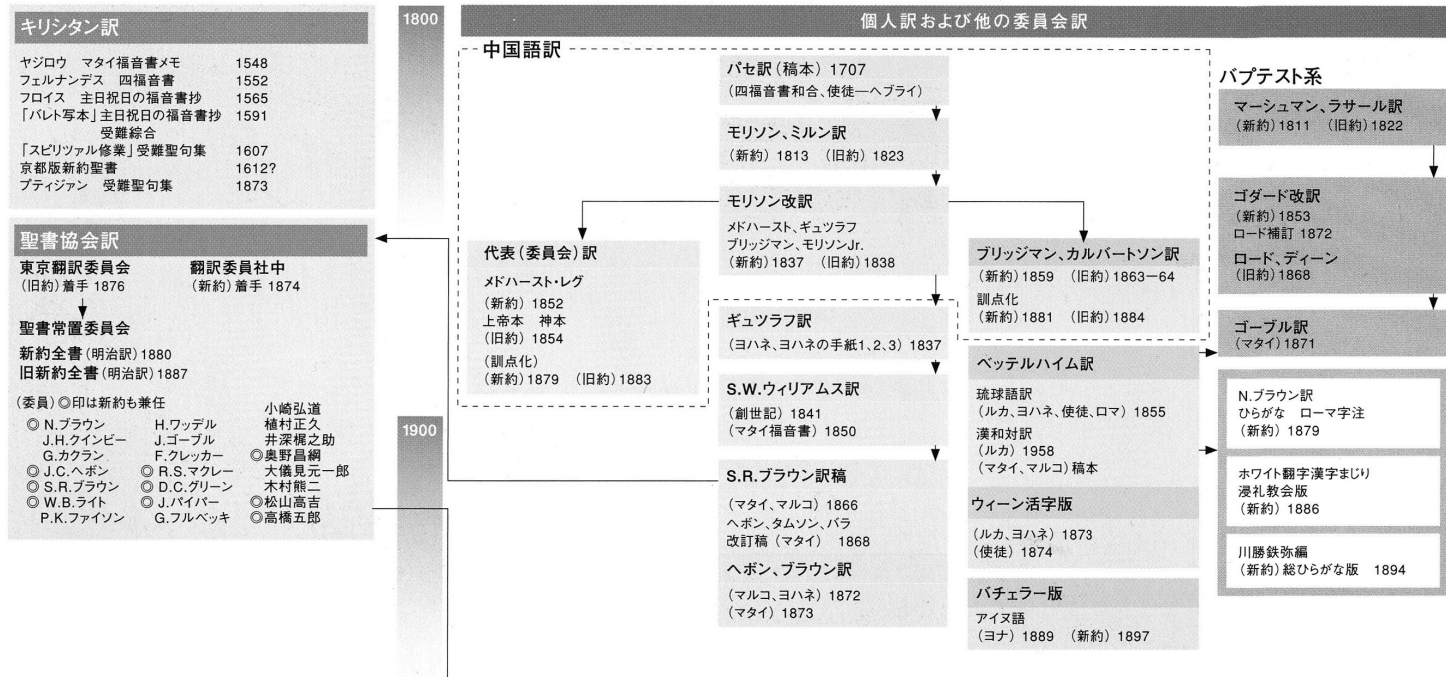 キリシタン訳
ヤジロウ　マタイ福音書メモ　1548
フェルナンデス　四福音書　1552
フロイス　主日祝日の福音書抄　1565
「バレト写本」主日祝日の福音書抄　1591
受難綜合
「スピリツァル修業」受難聖句集　1607
京都版新約聖書　1612?
プティジァン　受難聖句集　1873
聖書協会訳
東京翻訳委員会　翻訳委員社中
(旧約)着手 1876　(新約)着手 1874
聖書常置委員会
新約全書(明治訳)1880
旧新約全書(明治訳)1887
(委員)◎印は新約も兼任
小崎弘道
◎N.ブラウン　H.ワッデル　植村正久
J.H.クインビー　J.ゴーブル　井深梶之助
G.カクラン　F.クレッカー　◎奥野昌綱
◎J.C.ヘボン　◎R.S.マクレー　大儀見元一郎
◎S.R.ブラウン　◎D.C.グリーン　木村熊二
◎W.B.ライト　◎J.パイパー　◎松山高吉
P.K.ファイソン　G.フルベッキ　◎高橋五郎
1800
1900
個人訳および他の委員会訳
中国語訳
パセ訳(稿本) 1707
(四福音書和合、使徒―ヘブライ)
モリソン、ミルン訳
(新約) 1813　(旧約) 1823
モリソン改訳
メドハースト、ギュツラフ
ブリッジマン、モリソンJr.
(新約) 1837　(旧約) 1838
代表(委員会)訳
メドハースト・レグ
(新約) 1852
上帝本　神本
(旧約) 1854
(訓点化)
(新約) 1879　(旧約) 1883
ブリッジマン、カルバートソン訳
(新約) 1859　(旧約) 1863―64
訓点化
(新約) 1881　(旧約) 1884
ギュツラフ訳
(ヨハネ、ヨハネの手紙1、2、3) 1837
S.W.ウィリアムス訳
(創世記) 1841
(マタイ福音書) 1850
S.R.ブラウン訳稿
(マタイ、マルコ) 1866
ヘボン、タムソン、バラ
改訂稿(マタイ)　1868
ヘボン、ブラウン訳
(マルコ、ヨハネ) 1872
(マタイ) 1873
ベッテルハイム訳
琉球語訳
(ルカ、ヨハネ、使徒、ロマ) 1855
漢和対訳
(ルカ) 1958
(マタイ、マルコ)稿本
ウィーン活字版
(ルカ、ヨハネ) 1873
(使徒) 1874
バチェラー版
アイヌ語
(ヨナ) 1889　(新約) 1897
バプテスト系
マーシュマン、ラサール訳
(新約) 1811　(旧約) 1822
ゴダード改訳
(新約) 1853
ロード補訂 1872
ロード、ディーン
(旧約) 1868
ゴーブル訳
(マタイ) 1871
N.ブラウン訳
ひらがな　ローマ字注
(新約) 1879
ホワイト翻字漢字まじり
浸礼教会版
(新約) 1886
川勝鉄弥編
(新約)総ひらがな版　1894